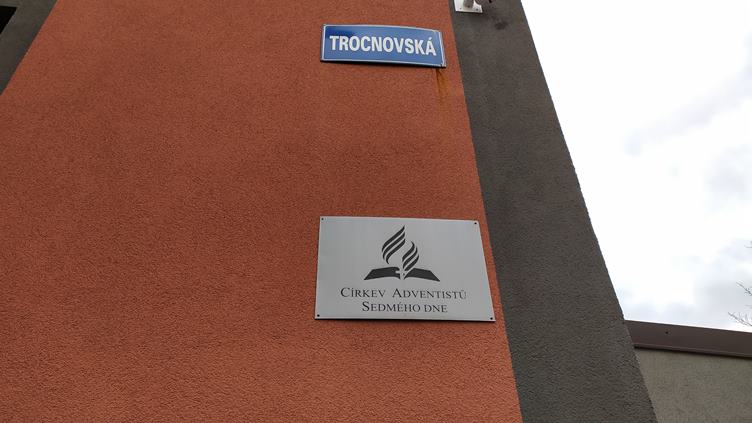 TROCNOVSKÁ
CÍRKEV ADVENTISTŮ
SEDMÉHO DNE